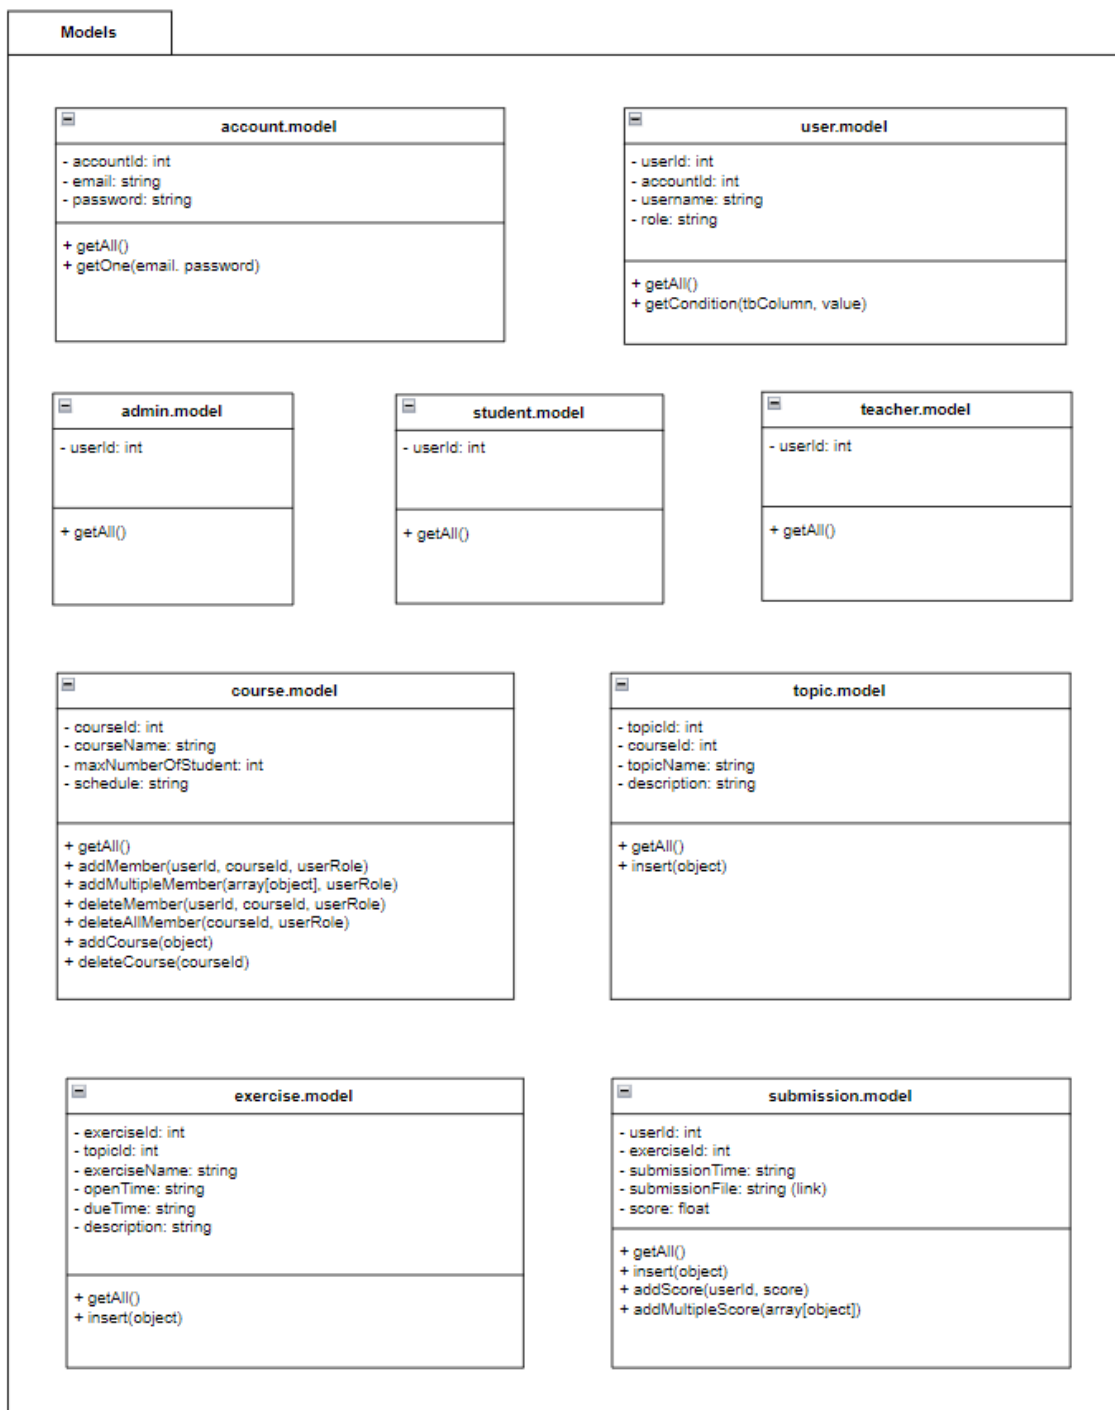 Models
account.model
- accountId: int
- email: string
- password: string
+ getAll()
+ getOne(email. password)
user.model
- userId: int
- accountId: int
- username: string
- role: string
+ getAll()
+ getCondition(tbColumn, value)
admin.model
- userId: int
+ getAll()
student.model
- userId: int
+ getAll()
teacher.model
- userId: int
+ getAll()
course.model
- courseId: int
- courseName: string
- maxNumberOfStudent: int
- schedule: string
+ getAll()
+ addMember(userId, courseId, userRole)
+ addMultipleMember(array[object], userRole)
+ deleteMember(userId, courseId, userRole)
+ deleteAllMember(courseId, userRole)
+ addCourse(object)
+ deleteCourse(courseId)
topic.model
- topicId: int
- courseId: int
- topicName: string
- description: string
+ getAll()
+ insert(object)
exercise.model
- exerciseId: int
- topicId: int
- exerciseName: string
- openTime: string
- dueTime: string
- description: string
+ getAll()
+ insert(object)
submission.model
- userId: int
- exerciseId: int
- submissionTime: string
- submissionFile: string (link)
- score: float
+ getAll()
+ insert(object)
+ addScore(userId, score)
+ addMultipleScore(array[object])